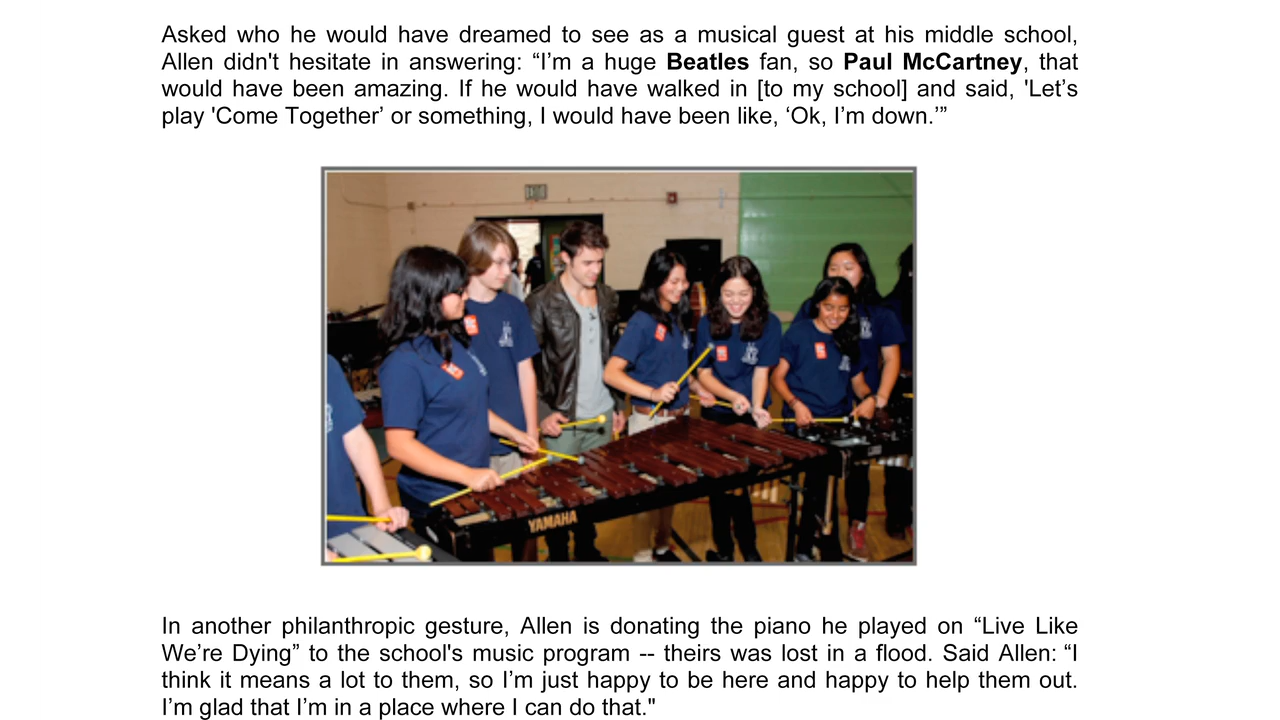 Asked who he would have dreamed to see as a musical guest at his middle school,
Allen didn't hesitate in answering: “I’m a huge Beatles fan, so Paul McCartney, that
would have been amazing. If he would have walked in [to my school] and said, 'Let’s
play 'Come Together’ or something, I would have been like, ‘Ok, I’m down.’”
YAMAHA
In another philanthropic gesture, Allen is donating the piano he played on “Live Like
We’re Dying” to the school's music program -- theirs was lost in a flood. Said Allen: “I
think it means a lot to them, so I’m just happy to be here and happy to help them out.
I’m glad that I’m in a place where I can do that."